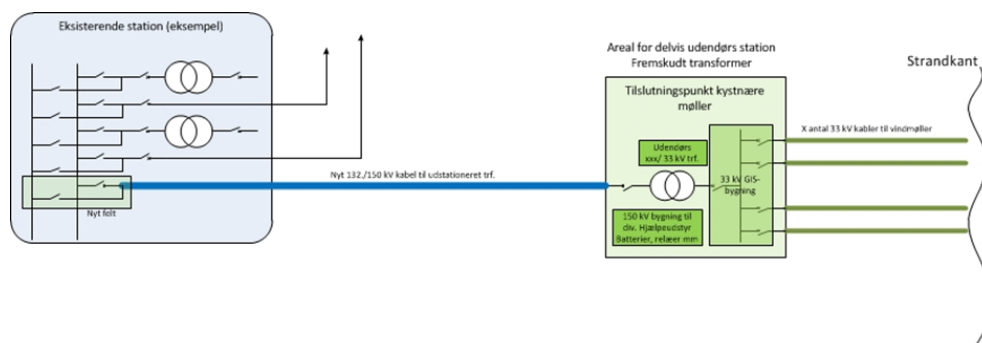 Eksisterende station (eksempel)
Nyt felt
Nyt 132./150 kV kabel til udstationeret trf.
Areal for delvis udendørs station
Fremskudt transformer
Tilslutningspunkt kystnære
møller
Udendørs
xxx/ 33 kV trf.
33 kV GIS-
bygning
150 kV bygning til
div. Hjælpeudstyr
Batterier, relæer mm
X antal 33 kV kabler til vindmøller
Strandkant